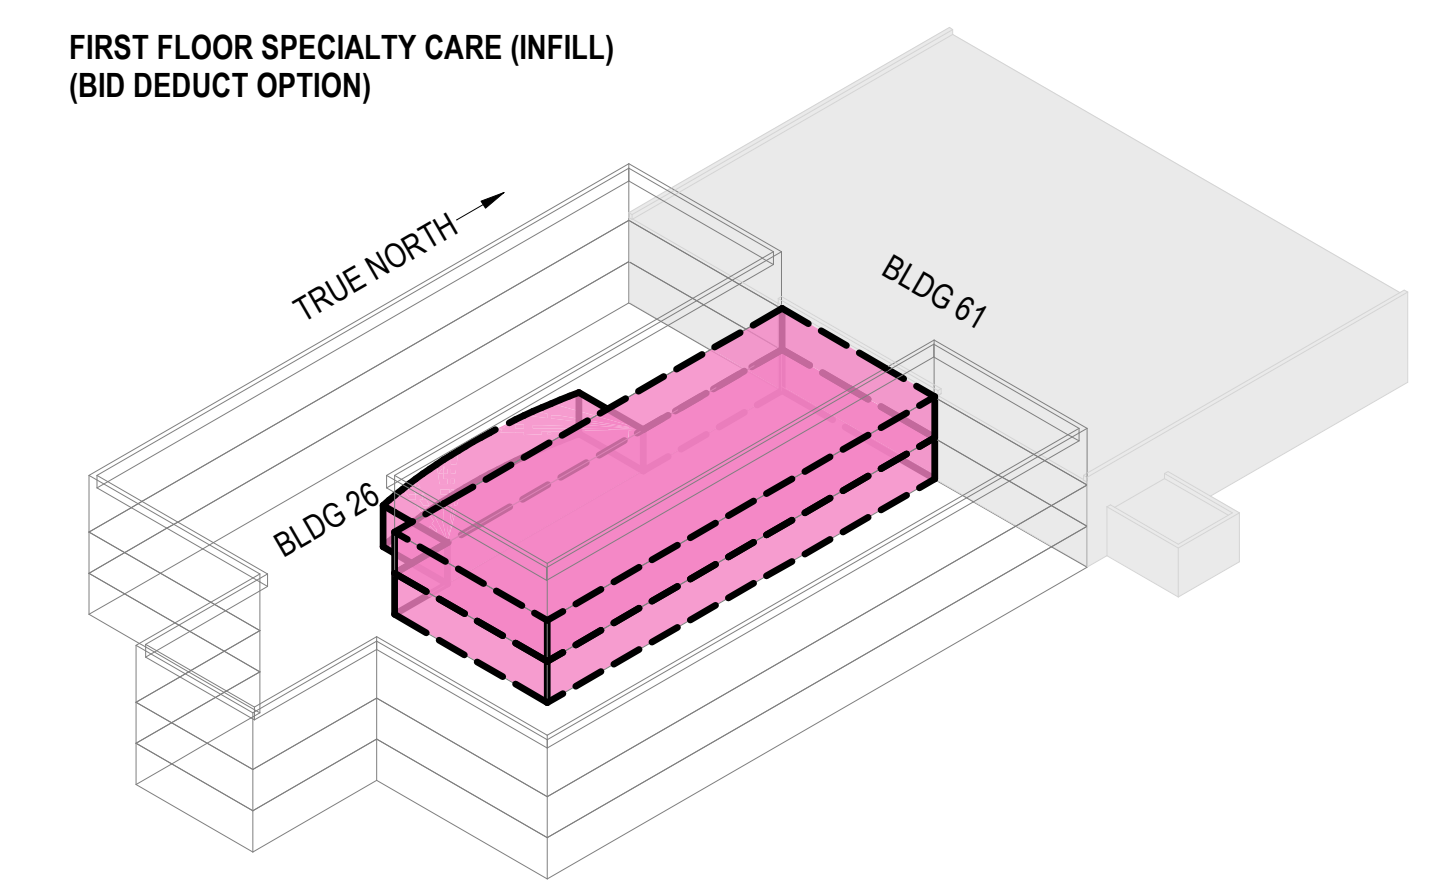 FIRST FLOOR SPECIALTY CARE (INFILL)
(BID DEDUCT OPTION)
TRUE NORTH
BLDG 61
BLDG 26